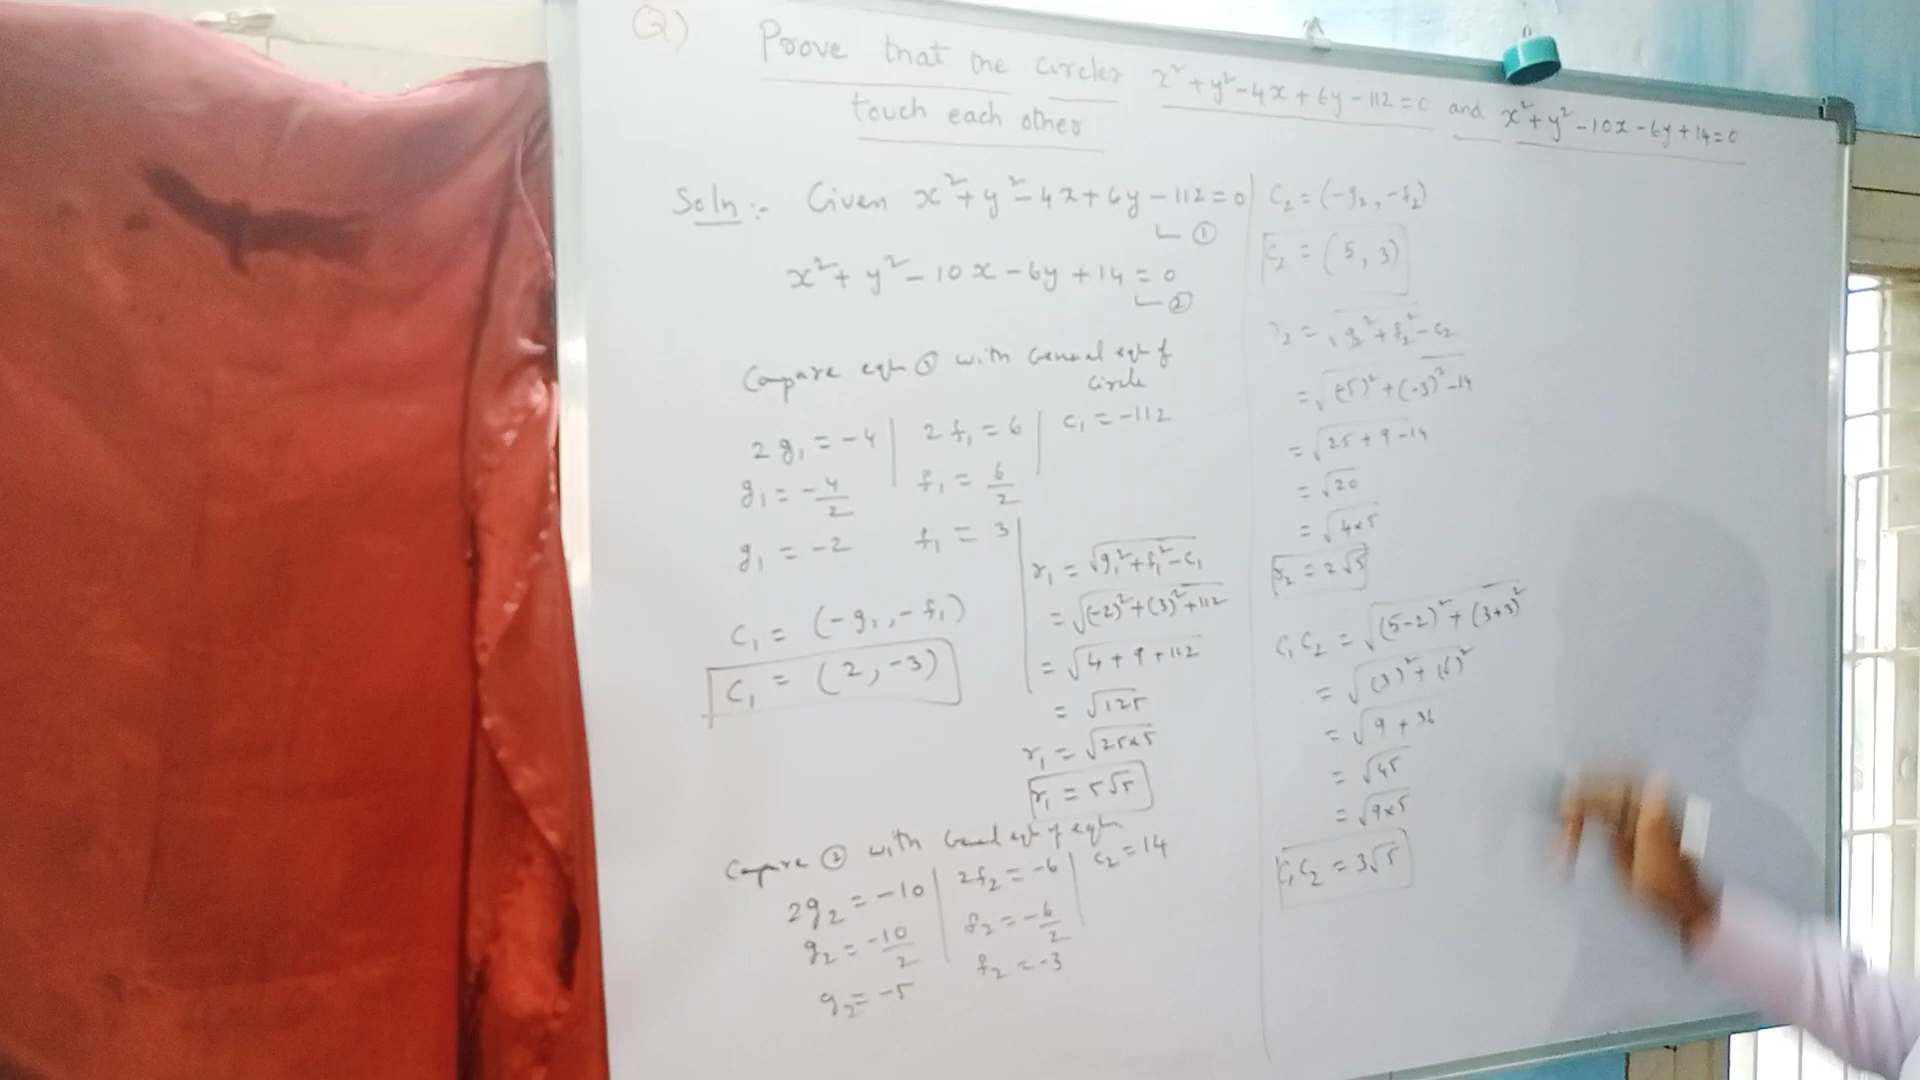 Q) Prove that the circles x²+y²-4x+6y-112=0 and x²+y²-10x-6y+14=0
touch each other
Soln:- Given x²+y²-4x+6y-112=0
└ ①
x²+y²-10x-6y+14=0
└ ②
Compare eqn ① with General eqn of
circle
2g₁=-4 | 2f₁=6 | c₁=-112
g₁=-4/2 f₁=6/2
g₁=-2 f₁=3
C₁=(-g₁,-f₁)
C₁=(2,-3)
r₁=√g₁²+f₁²-c₁
=√(-2)²+(3)²+112
=√4+9+112
=√125
r₁=√25×5
r₁=5√5
Compare ② with General eqn of eqn
2g₂=-10 | 2f₂=-6 | c₂=14
g₂=-10/2 f₂=-6/2
g₂=-5 f₂=-3
C₂=(-g₂,-f₂)
C₂=(5,3)
r₂=√g₂²+f₂²-c₂
=√(-5)²+(-3)²-14
=√25+9-14
=√20
=√4×5
r₂=2√5
C₁C₂=√(5-2)²+(3+3)²
=√(3)²+(6)²
=√9+36
=√45
=√9×5
C₁C₂=3√5